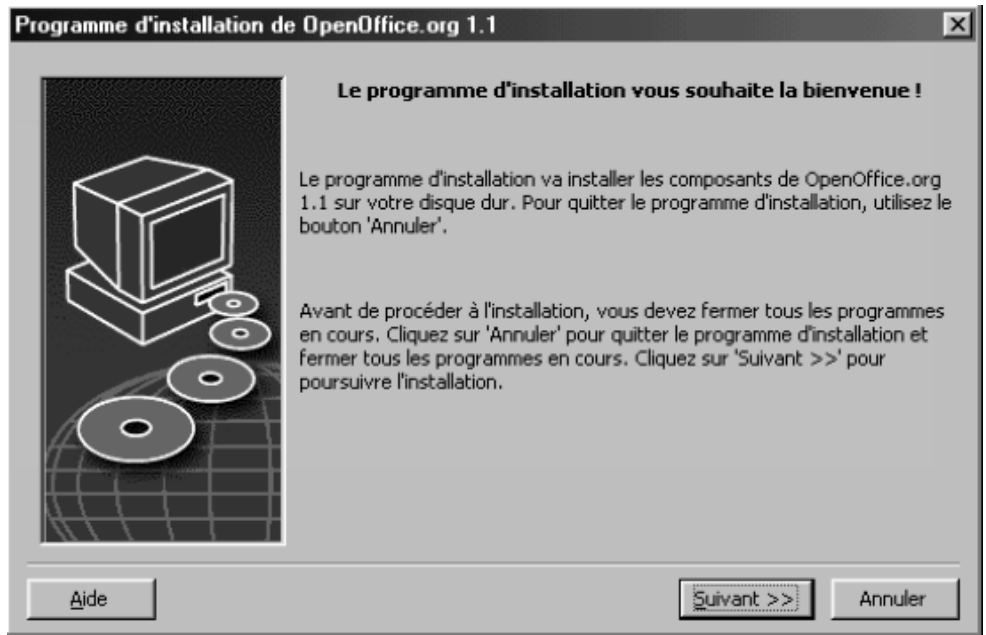 Programme d'installation de OpenOffice.org 1.1
Le programme d'installation vous souhaite la bienvenue !
Le programme d'installation va installer les composants de OpenOffice.org
1.1 sur votre disque dur. Pour quitter le programme d'installation, utilisez le
bouton 'Annuler'.
Avant de procéder à l'installation, vous devez fermer tous les programmes
en cours. Cliquez sur 'Annuler' pour quitter le programme d'installation et
fermer tous les programmes en cours. Cliquez sur 'Suivant >>' pour
poursuivre l'installation.
Aide
Suivant >>
Annuler